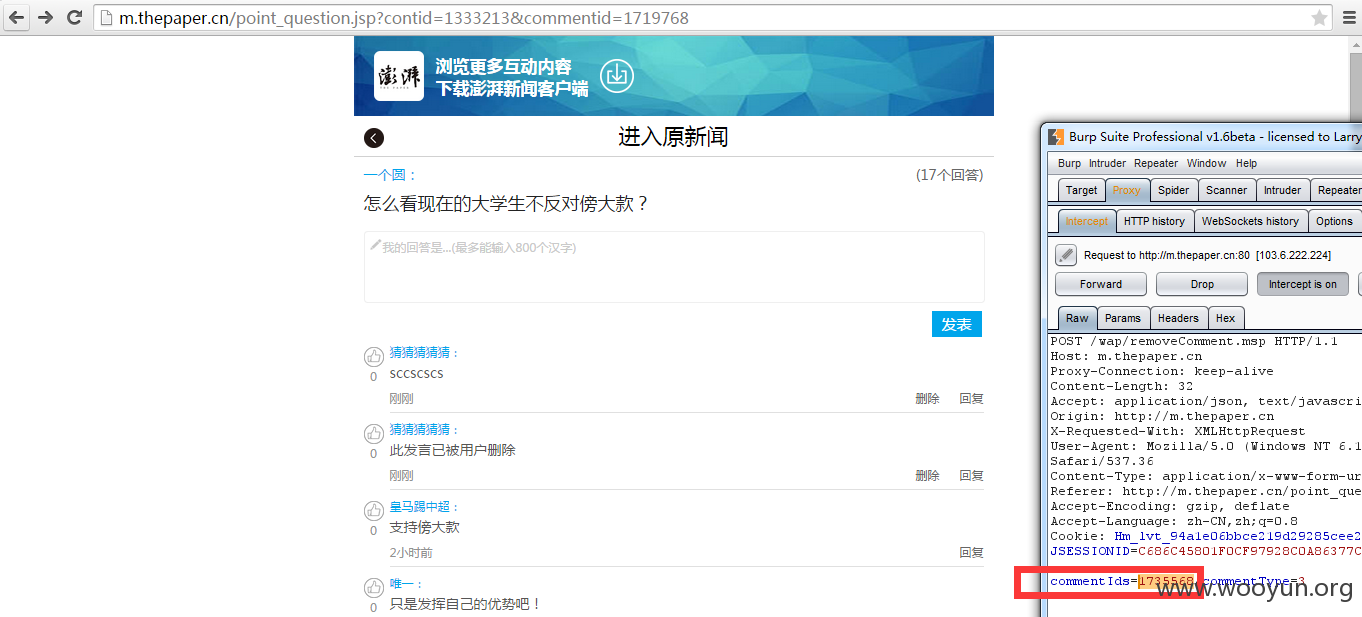 m.thepaper.cn/point_question.jsp?contid=1333213&commentid=1719768
澎湃
THE PAPER
浏览更多互动内容
下载澎湃新闻客户端
进入原新闻
一个圆：
(17个回答)
怎么看现在的大学生不反对傍大款？
我的回答是...(最多能输入800个汉字)
发表
猜猜猜猜猜：
sccscscs
0
刚刚
删除 回复
猜猜猜猜猜：
此发言已被用户删除
0
刚刚
删除 回复
皇马踢中超：
支持傍大款
0
2小时前
回复
唯一：
只是发挥自己的优势吧！
0
Burp Suite Professional v1.6beta - licensed to Larry
Burp Intruder Repeater Window Help
Target Proxy Spider Scanner Intruder Repeater
Intercept HTTP history WebSockets history Options
Request to http://m.thepaper.cn:80 [103.6.222.224]
Forward Drop Intercept is on
Raw Params Headers Hex
POST /wap/removeComment.msp HTTP/1.1
Host: m.thepaper.cn
Proxy-Connection: keep-alive
Content-Length: 32
Accept: application/json, text/javascri
Origin: http://m.thepaper.cn
X-Requested-With: XMLHttpRequest
User-Agent: Mozilla/5.0 (Windows NT 6.1
Safari/537.36
Content-Type: application/x-www-form-ur
Referer: http://m.thepaper.cn/point_que
Accept-Encoding: gzip, deflate
Accept-Language: zh-CN,zh;q=0.8
Cookie: Hm_lvt_94a1e06bbce219d29285cee2
JSESSIONID=C686C45801F0CF97928C0A86377C
commentIds=1735568&commentType=3
www.wooyun.org